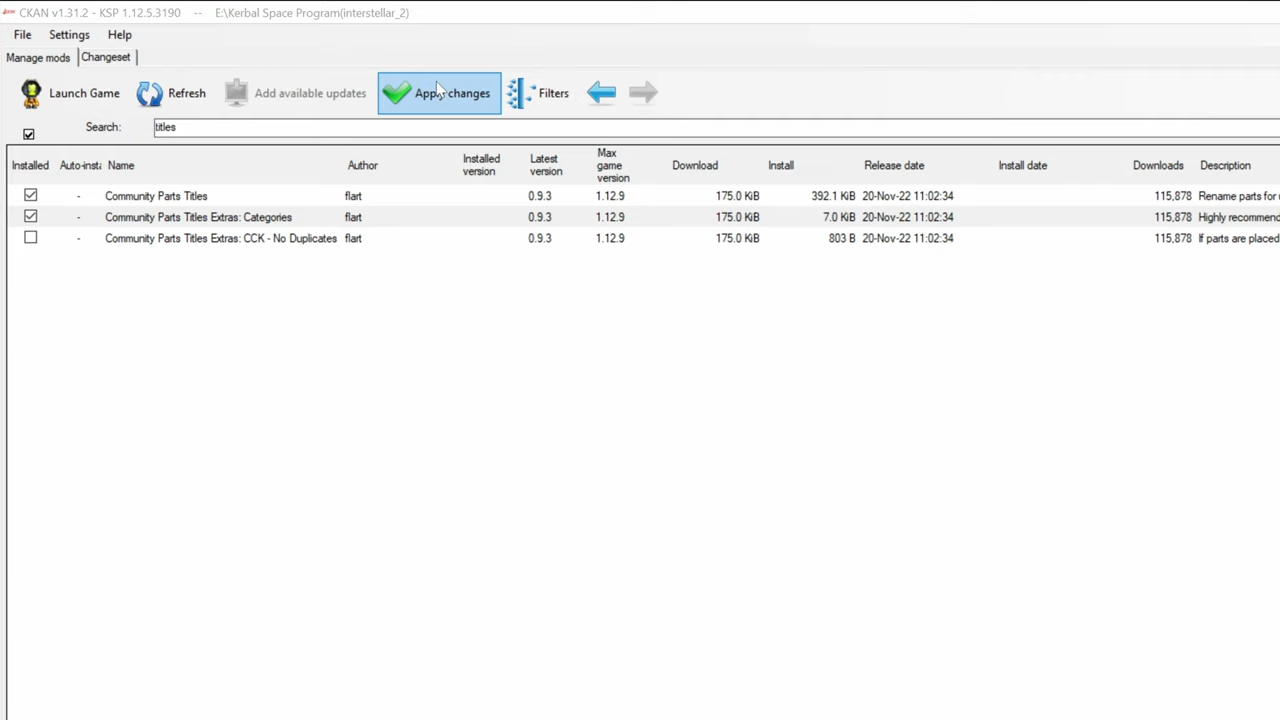 CKAN v1.31.2 - KSP 1.12.5.3190 -- E:\Kerbal Space Program(interstellar_2)
File Settings Help
Manage mods Changeset
Launch Game Refresh Add available updates Apply changes Filters
Search: titles
Installed Auto-insta Name Author Installed version Latest version Max game version Download Install Release date Install date Downloads Description
- Community Parts Titles flart 0.9.3 1.12.9 175.0 KiB 392.1 KiB 20-Nov-22 11:02:34 115,878 Rename parts for
- Community Parts Titles Extras: Categories flart 0.9.3 1.12.9 175.0 KiB 7.0 KiB 20-Nov-22 11:02:34 115,878 Highly recommend
- Community Parts Titles Extras: CCK - No Duplicates flart 0.9.3 1.12.9 175.0 KiB 803 B 20-Nov-22 11:02:34 115,878 If parts are placed